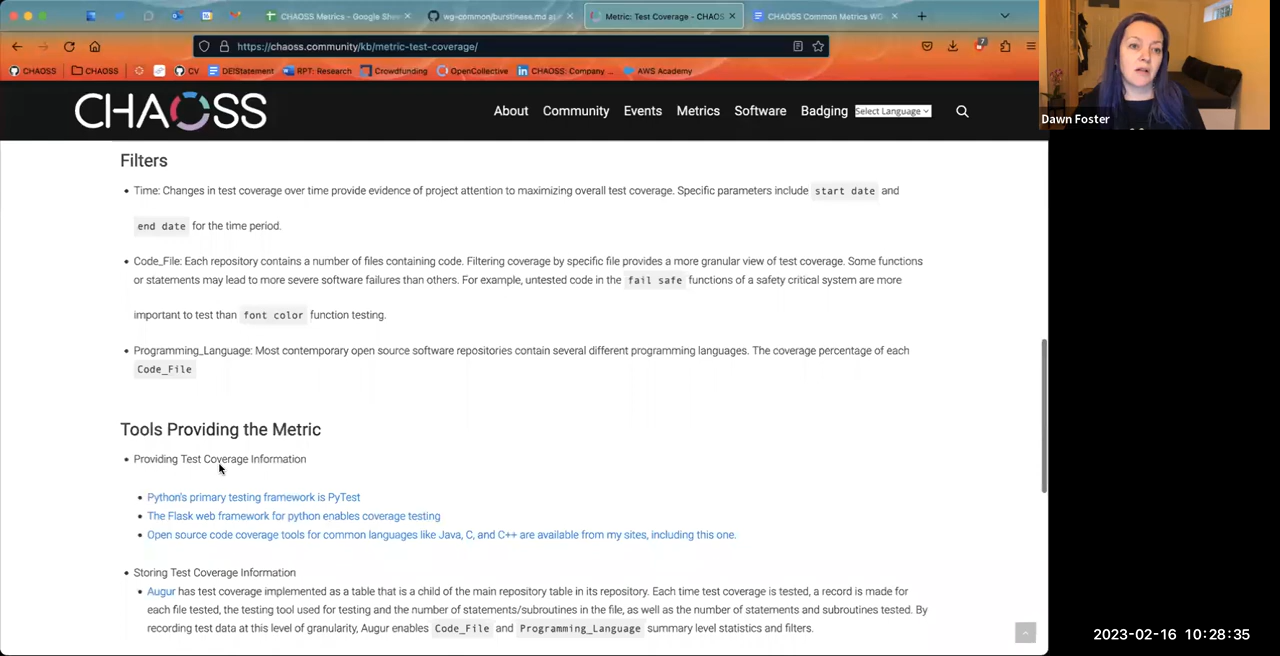 CHAOSS Metrics - Google She
wg-common/burstiness.md at
Metric: Test Coverage - CHAOS
CHAOSS Common Metrics WG
https://chaoss.community/kb/metric-test-coverage/
7
CHAOSS
CHAOSS
CV
DEIStatement
RPT: Research
Crowdfunding
OpenCollective
CHAOSS: Company ...
AWS Academy
Dawn Foster
CHAOSS
About
Community
Events
Metrics
Software
Badging
Select Language
Filters
Time: Changes in test coverage over time provide evidence of project attention to maximizing overall test coverage. Specific parameters include start date and
end date for the time period.
Code_File: Each repository contains a number of files containing code. Filtering coverage by specific file provides a more granular view of test coverage. Some functions
or statements may lead to more severe software failures than others. For example, untested code in the fail safe functions of a safety critical system are more
important to test than font color function testing.
Programming_Language: Most contemporary open source software repositories contain several different programming languages. The coverage percentage of each
Code_File
Tools Providing the Metric
Providing Test Coverage Information
Python's primary testing framework is PyTest
The Flask web framework for python enables coverage testing
Open source code coverage tools for common languages like Java, C, and C++ are available from my sites, including this one.
Storing Test Coverage Information
Augur has test coverage implemented as a table that is a child of the main repository table in its repository. Each time test coverage is tested, a record is made for
each file tested, the testing tool used for testing and the number of statements/subroutines in the file, as well as the number of statements and subroutines tested. By
recording test data at this level of granularity, Augur enables Code_File and Programming_Language summary level statistics and filters.
2023-02-16 10:28:35